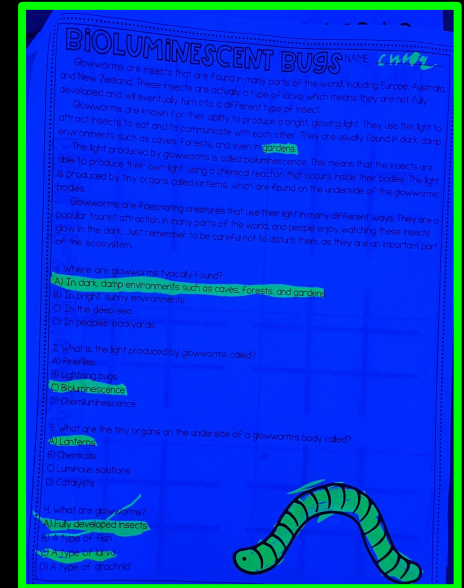 BIOLUMINESCENT BUGS NAME:
Glowworms are insects that are found in many parts of the world, including Europe, Australia,
and New Zealand. These insects are actually a type of larva, which means they are not fully
developed and will eventually turn into a different type of insect.
Glowworms are known for their ability to produce a bright, glowing light. They use this light to
attract insects to eat and to communicate with each other. They are usually found in dark, damp
environments such as caves, forests, and even in gardens.
The light produced by glowworms is called bioluminescence. This means that the insects are
able to produce their own light using a chemical reaction that occurs inside their bodies. The light
is produced by tiny organs called lanterns, which are found on the underside of the glowworms'
bodies.
Glowworms are fascinating creatures that use their light in many different ways. They are a
popular tourist attraction in many parts of the world, and people enjoy watching these insects
glow in the dark. Just remember to be careful not to disturb them, as they are an important part
of the ecosystem.
1. Where are glowworms typically found?
A) In dark, damp environments such as caves, forests, and gardens
B) In bright, sunny environments
C) In the deep sea
D) In peoples' backyards
2. What is the light produced by glowworms called?
A) Fireflies
B) Lightning bugs
C) Bioluminescence
D) Chemiluminescence
3. What are the tiny organs on the underside of a glowworm's body called?
A) Lanterns
B) Chemicals
C) Luminous solutions
D) Catalysts
4. What are glowworms?
A) Fully developed insects
B) A type of fish
C) A type of larva
D) A type of arachnid